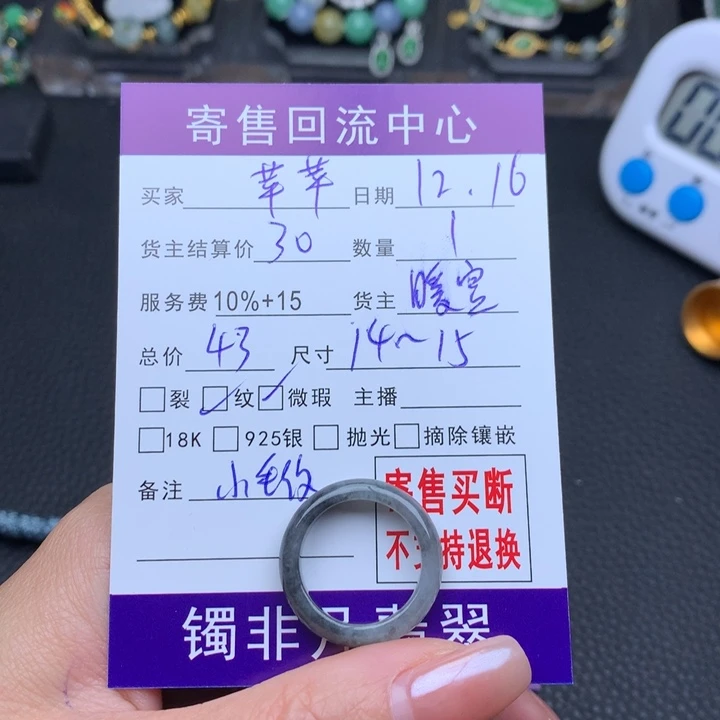 寄售回流中心
买家 苹苹 日期 12.16
货主结算价 30 数量 1
服务费 10%+15 货主 暖
总价 43 尺寸 14~15
裂 纹 微瑕 主播
18K 925银 抛光 摘除镶嵌
备注 小毛纹
寄售买断
不支持退换
镯非凡翡翠